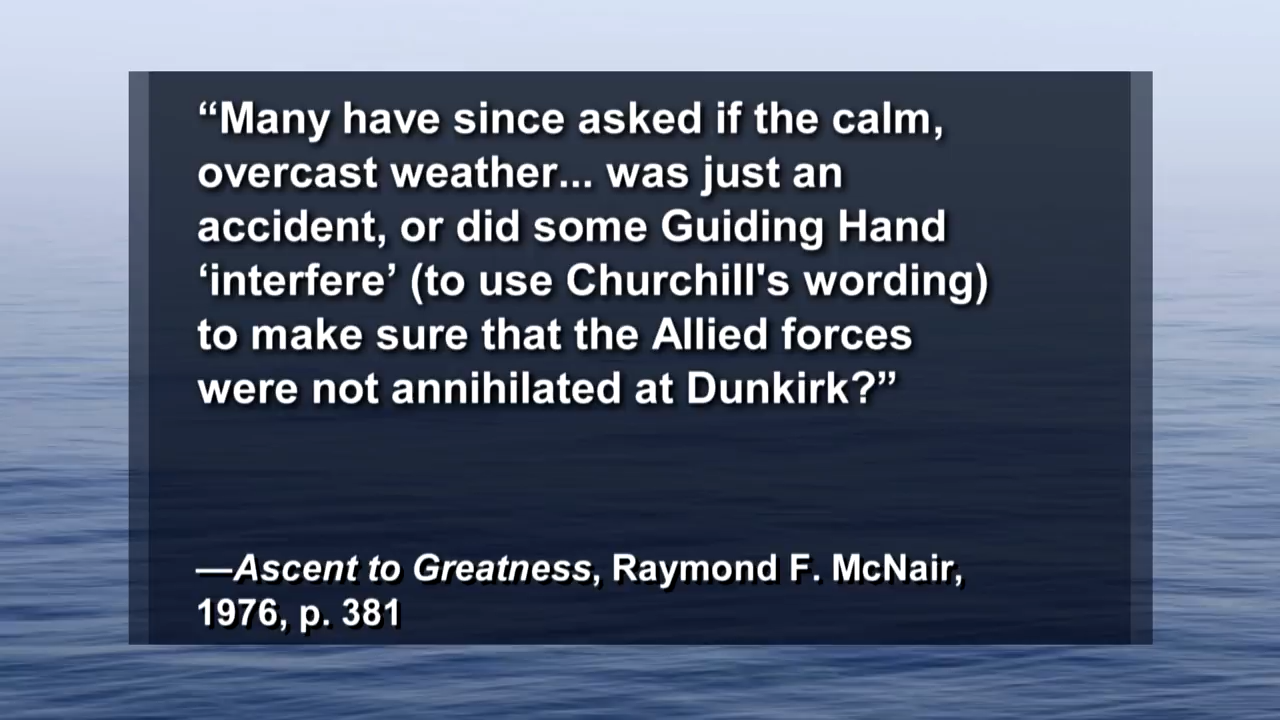 “Many have since asked if the calm,
overcast weather... was just an
accident, or did some Guiding Hand
‘interfere’ (to use Churchill's wording)
to make sure that the Allied forces
were not annihilated at Dunkirk?”
—Ascent to Greatness, Raymond F. McNair,
1976, p. 381